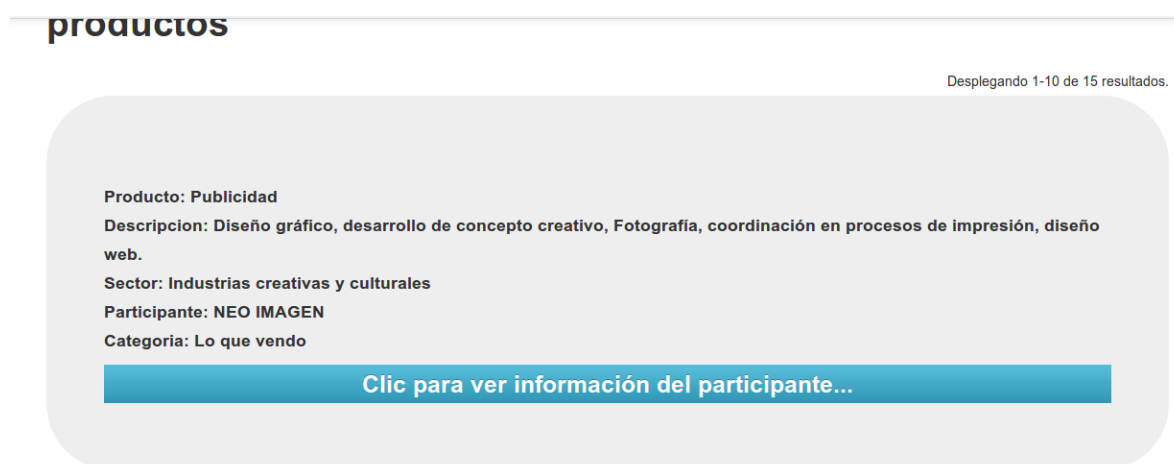 productos
Desplegando 1-10 de 15 resultados.
Producto: Publicidad
Descripcion: Diseño gráfico, desarrollo de concepto creativo, Fotografía, coordinación en procesos de impresión, diseño
web.
Sector: Industrias creativas y culturales
Participante: NEO IMAGEN
Categoria: Lo que vendo
Clic para ver información del participante...